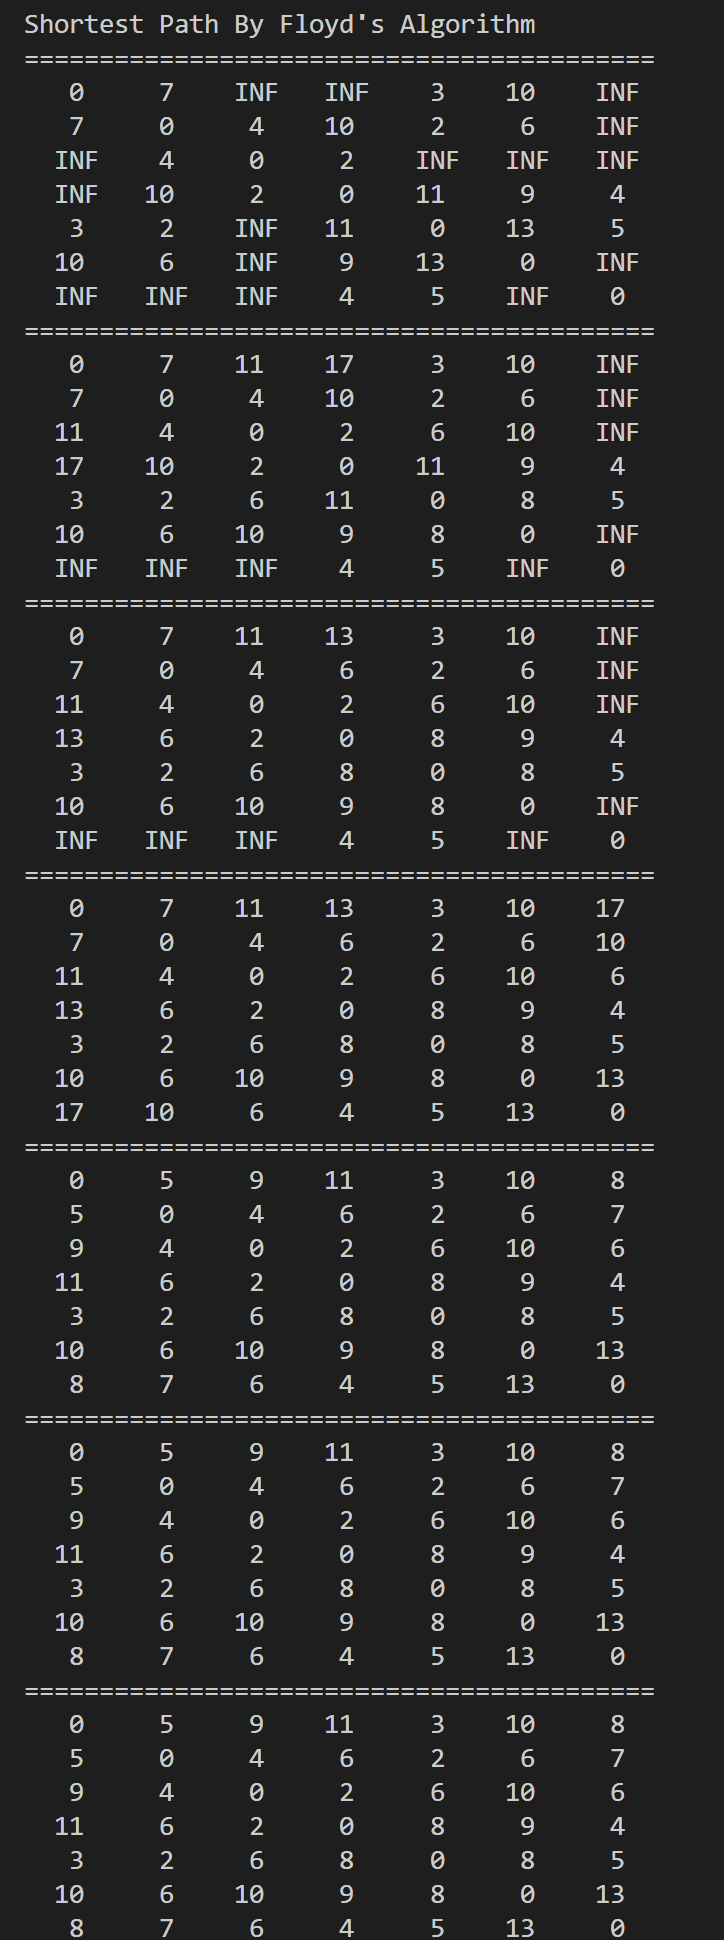 Shortest Path By Floyd's Algorithm
==========================================
0 7 INF INF 3 10 INF
7 0 4 10 2 6 INF
INF 4 0 2 INF INF INF
INF 10 2 0 11 9 4
3 2 INF 11 0 13 5
10 6 INF 9 13 0 INF
INF INF INF 4 5 INF 0
==========================================
0 7 11 17 3 10 INF
7 0 4 10 2 6 INF
11 4 0 2 6 10 INF
17 10 2 0 11 9 4
3 2 6 11 0 8 5
10 6 10 9 8 0 INF
INF INF INF 4 5 INF 0
==========================================
0 7 11 13 3 10 INF
7 0 4 6 2 6 INF
11 4 0 2 6 10 INF
13 6 2 0 8 9 4
3 2 6 8 0 8 5
10 6 10 9 8 0 INF
INF INF INF 4 5 INF 0
==========================================
0 7 11 13 3 10 17
7 0 4 6 2 6 10
11 4 0 2 6 10 6
13 6 2 0 8 9 4
3 2 6 8 0 8 5
10 6 10 9 8 0 13
17 10 6 4 5 13 0
==========================================
0 5 9 11 3 10 8
5 0 4 6 2 6 7
9 4 0 2 6 10 6
11 6 2 0 8 9 4
3 2 6 8 0 8 5
10 6 10 9 8 0 13
8 7 6 4 5 13 0
==========================================
0 5 9 11 3 10 8
5 0 4 6 2 6 7
9 4 0 2 6 10 6
11 6 2 0 8 9 4
3 2 6 8 0 8 5
10 6 10 9 8 0 13
8 7 6 4 5 13 0
==========================================
0 5 9 11 3 10 8
5 0 4 6 2 6 7
9 4 0 2 6 10 6
11 6 2 0 8 9 4
3 2 6 8 0 8 5
10 6 10 9 8 0 13
8 7 6 4 5 13 0